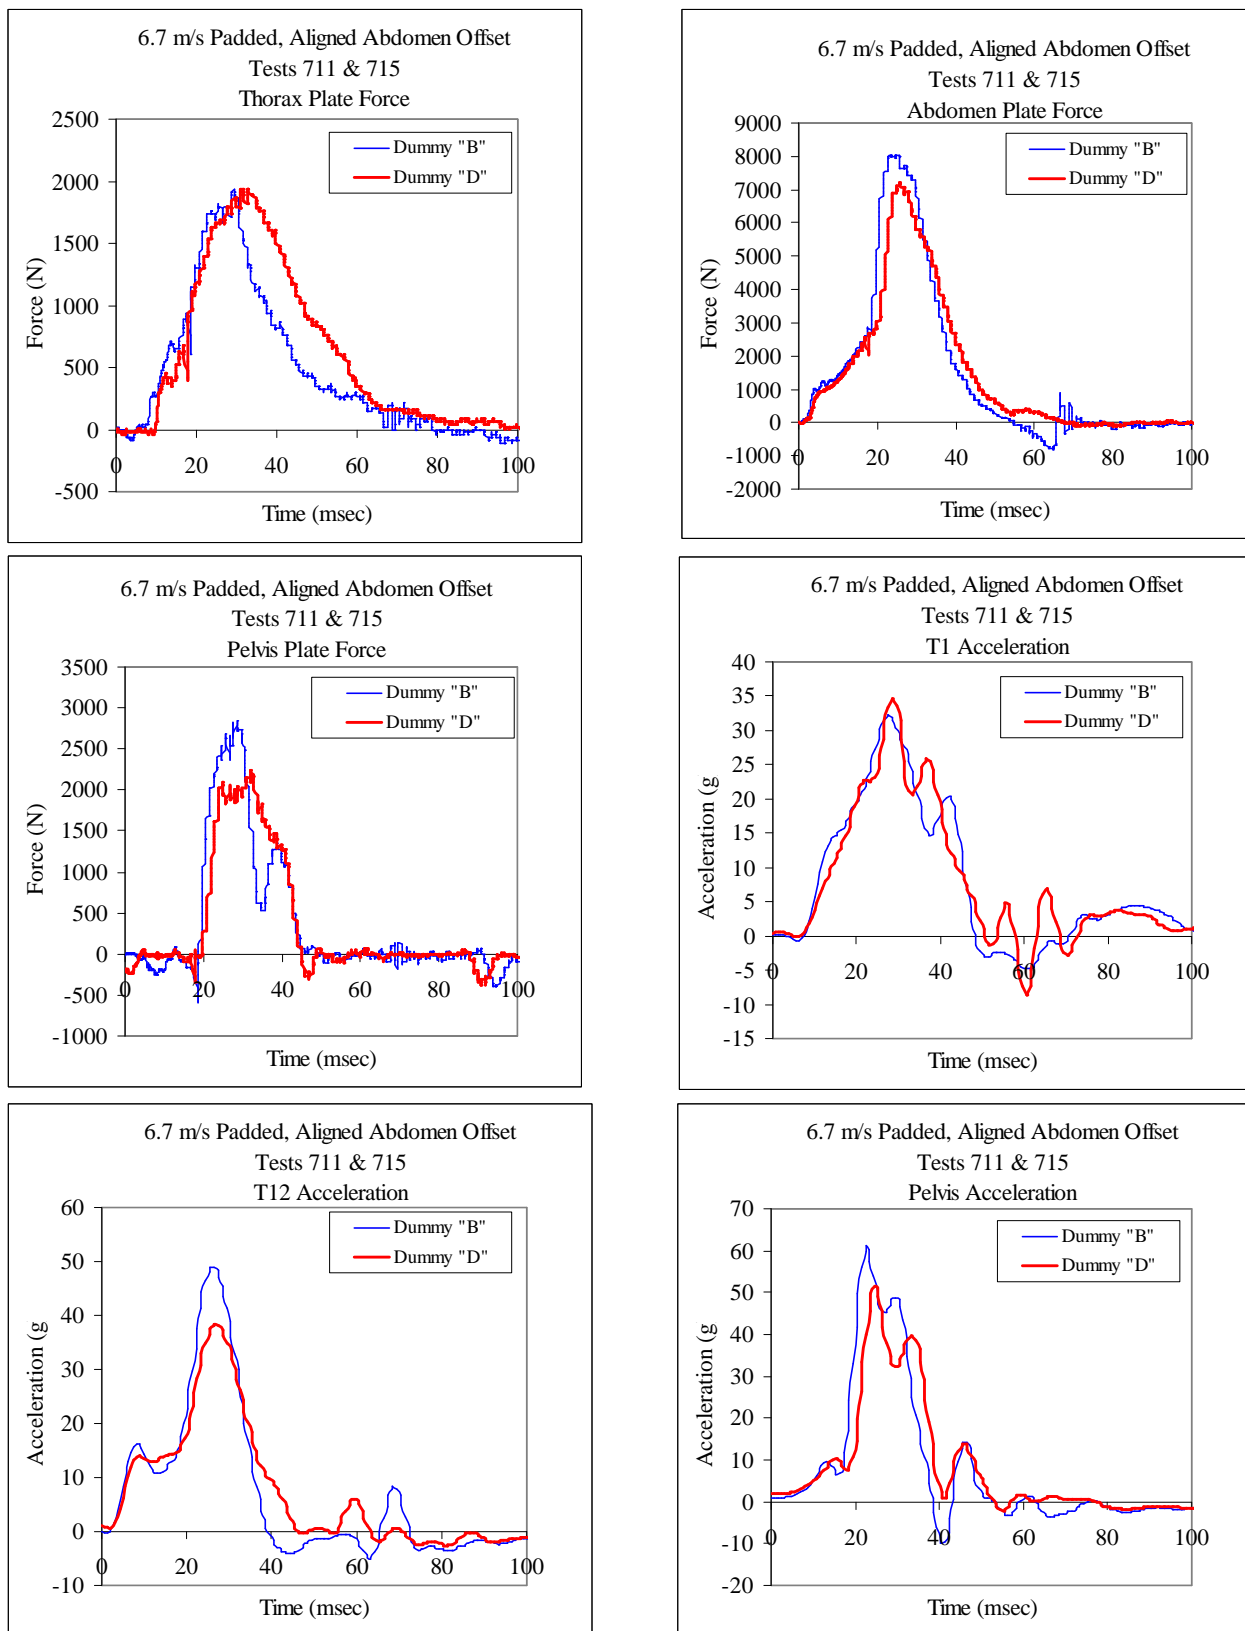 6.7 m/s Padded, Aligned Abdomen Offset
Tests 711 & 715
Thorax Plate Force
2500
2000
1500
1000
500
0
-500
Force (N)
Dummy "B"
Dummy "D"
0 20 40 60 80 100
Time (msec)
6.7 m/s Padded, Aligned Abdomen Offset
Tests 711 & 715
Abdomen Plate Force
9000
8000
7000
6000
5000
4000
3000
2000
1000
0
-1000
-2000
Force (N)
Dummy "B"
Dummy "D"
0 20 40 60 80 100
Time (msec)
6.7 m/s Padded, Aligned Abdomen Offset
Tests 711 & 715
Pelvis Plate Force
3500
3000
2500
2000
1500
1000
500
0
-500
-1000
Force (N)
Dummy "B"
Dummy "D"
0 20 40 60 80 100
Time (msec)
6.7 m/s Padded, Aligned Abdomen Offset
Tests 711 & 715
T1 Acceleration
40
35
30
25
20
15
10
5
0
-5
-10
-15
Acceleration (g
Dummy "B"
Dummy "D"
0 20 40 60 80 100
Time (msec)
6.7 m/s Padded, Aligned Abdomen Offset
Tests 711 & 715
T12 Acceleration
60
50
40
30
20
10
0
-10
Acceleration (g
Dummy "B"
Dummy "D"
0 20 40 60 80 100
Time (msec)
6.7 m/s Padded, Aligned Abdomen Offset
Tests 711 & 715
Pelvis Acceleration
70
60
50
40
30
20
10
0
-10
-20
Acceleration (g
Dummy "B"
Dummy "D"
0 20 40 60 80 100
Time (msec)